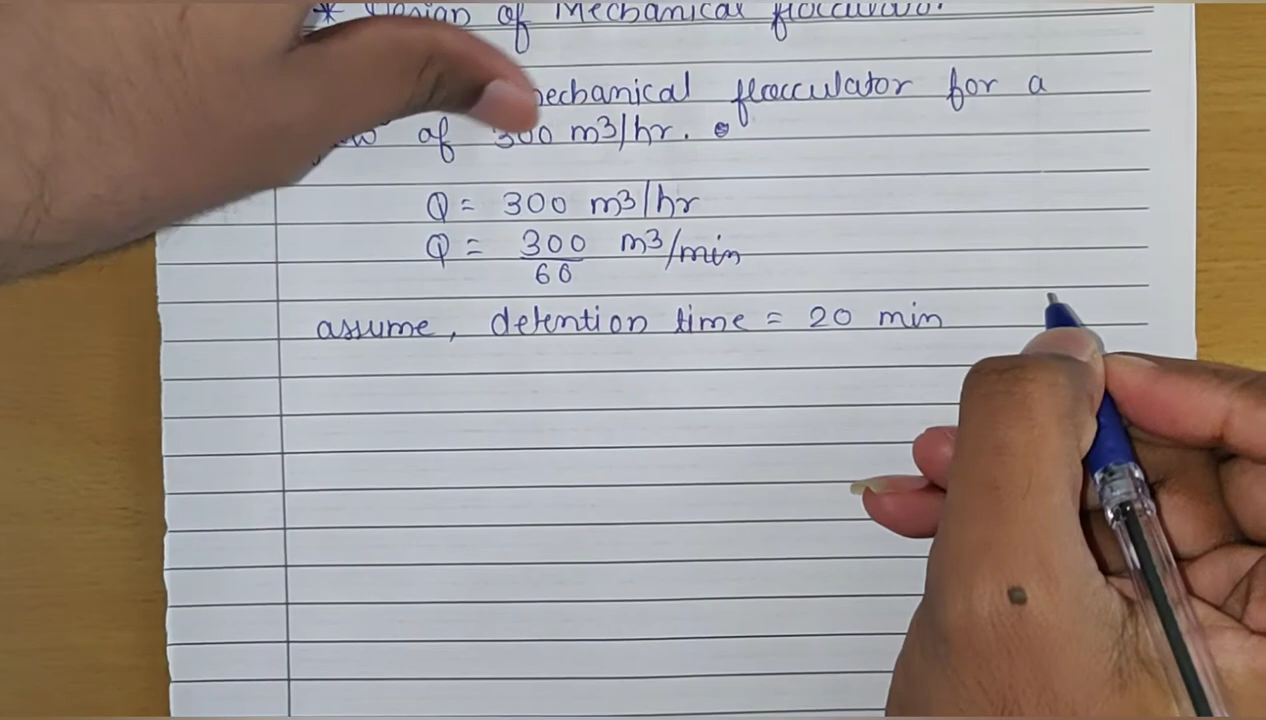 * Design of Mechanical flocculator.
mechanical flocculator for a
of 300 m3/hr.
Q = 300 m3/hr
Q = 300/60 m3/min
assume, detention time = 20 min